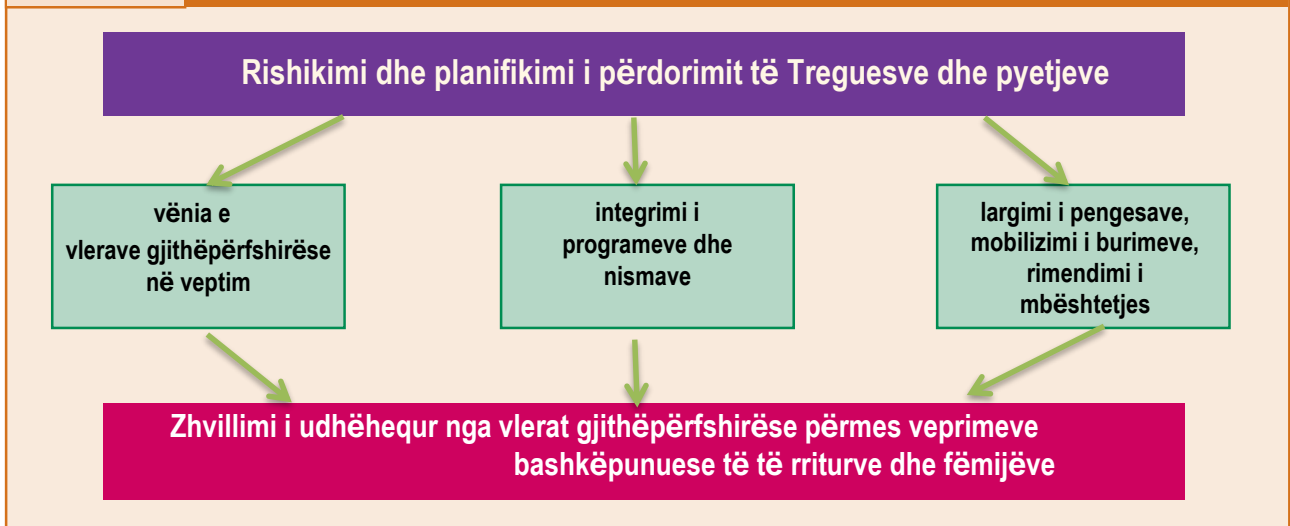 Rishikimi dhe planifikimi i përdorimit të Treguesve dhe pyetjeve
vënia e
vlerave gjithëpërfshirëse
në veptim
integrimi i
programeve dhe
nismave
largimi i pengesave,
mobilizimi i burimeve,
rimendimi i
mbështetjes
Zhvillimi i udhëhequr nga vlerat gjithëpërfshirëse përmes veprimeve
bashkëpunuese të të rriturve dhe fëmijëve